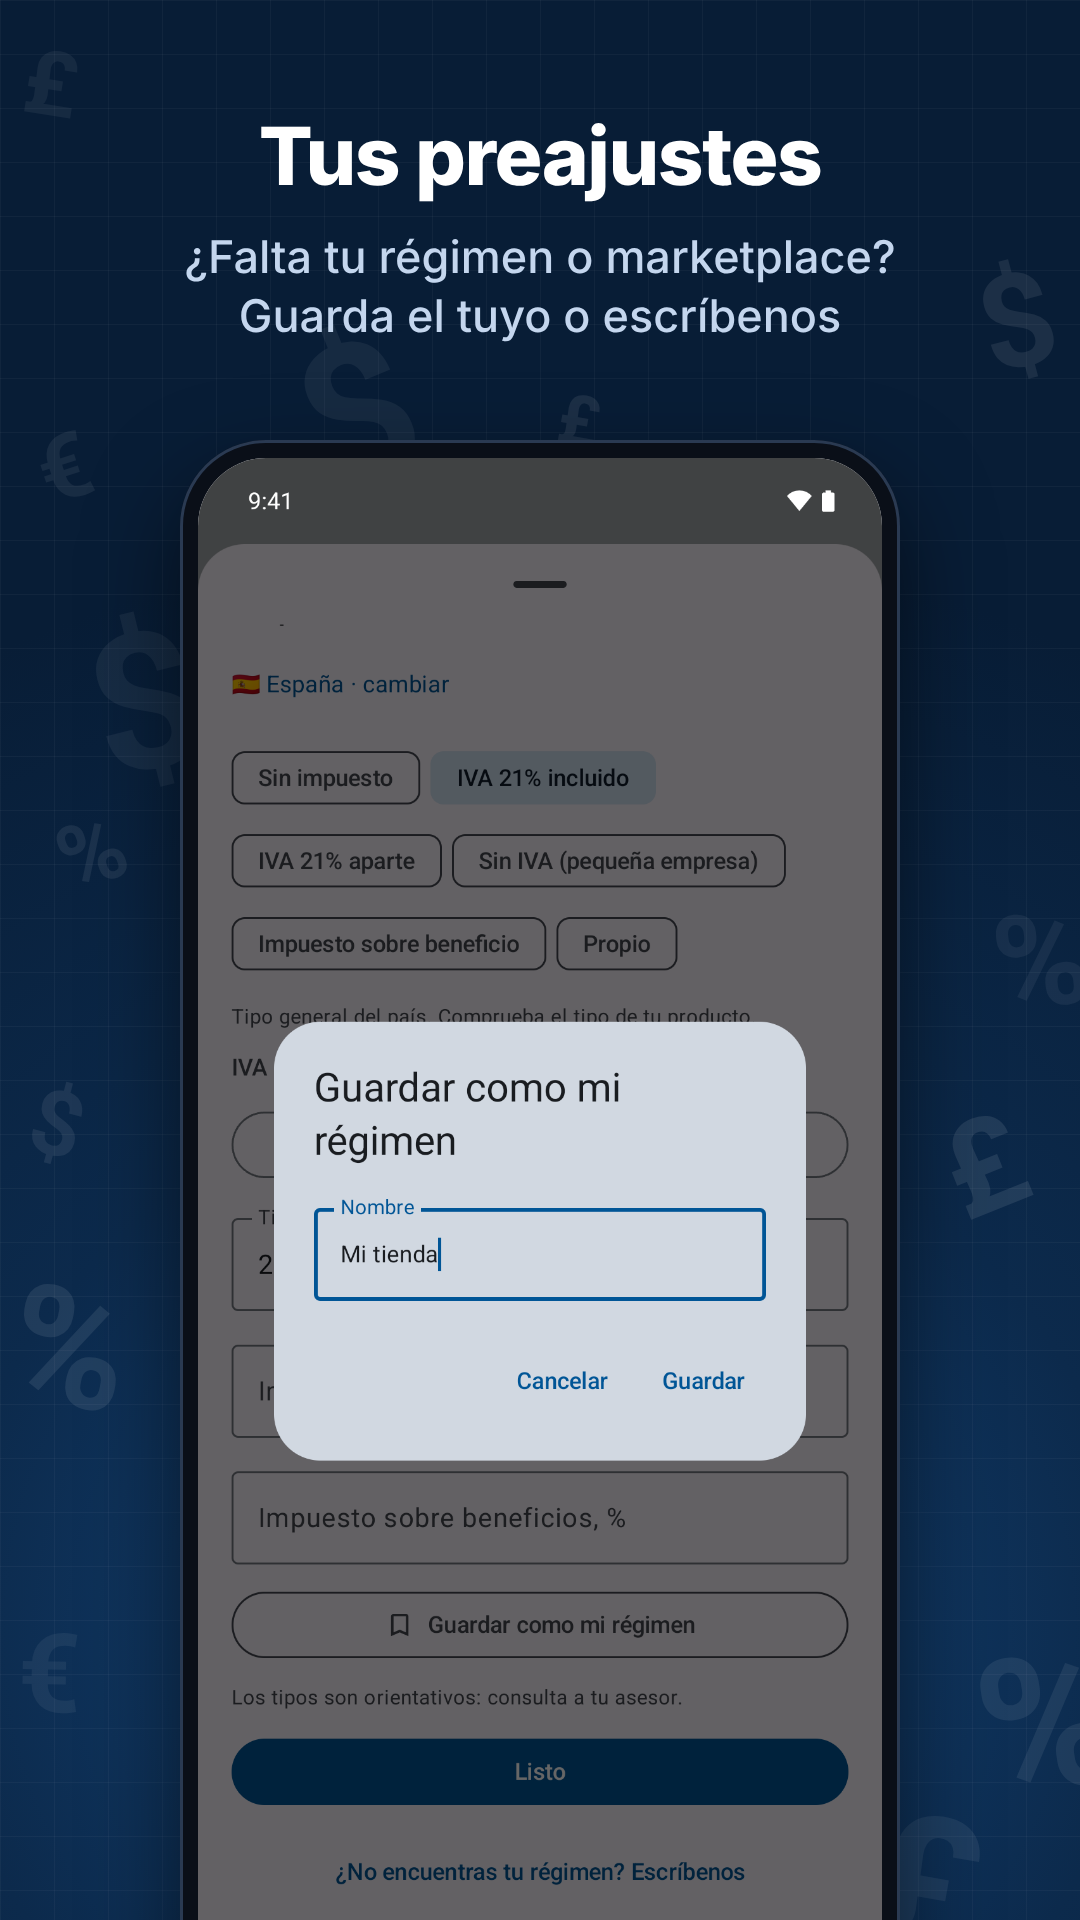 Tus preajustes
¿Falta tu régimen o marketplace?
Guarda el tuyo o escríbenos
9:41
España · cambiar
Sin impuesto
IVA 21% incluido
IVA 21% aparte
Sin IVA (pequeña empresa)
Impuesto sobre beneficio
Propio
Tipo general del país. Comprueba el tipo de tu producto
IVA
Guardar como mi
régimen
Nombre
Mi tienda
Cancelar
Guardar
Impuesto sobre beneficios, %
Guardar como mi régimen
Los tipos son orientativos: consulta a tu asesor.
Listo
¿No encuentras tu régimen? Escríbenos